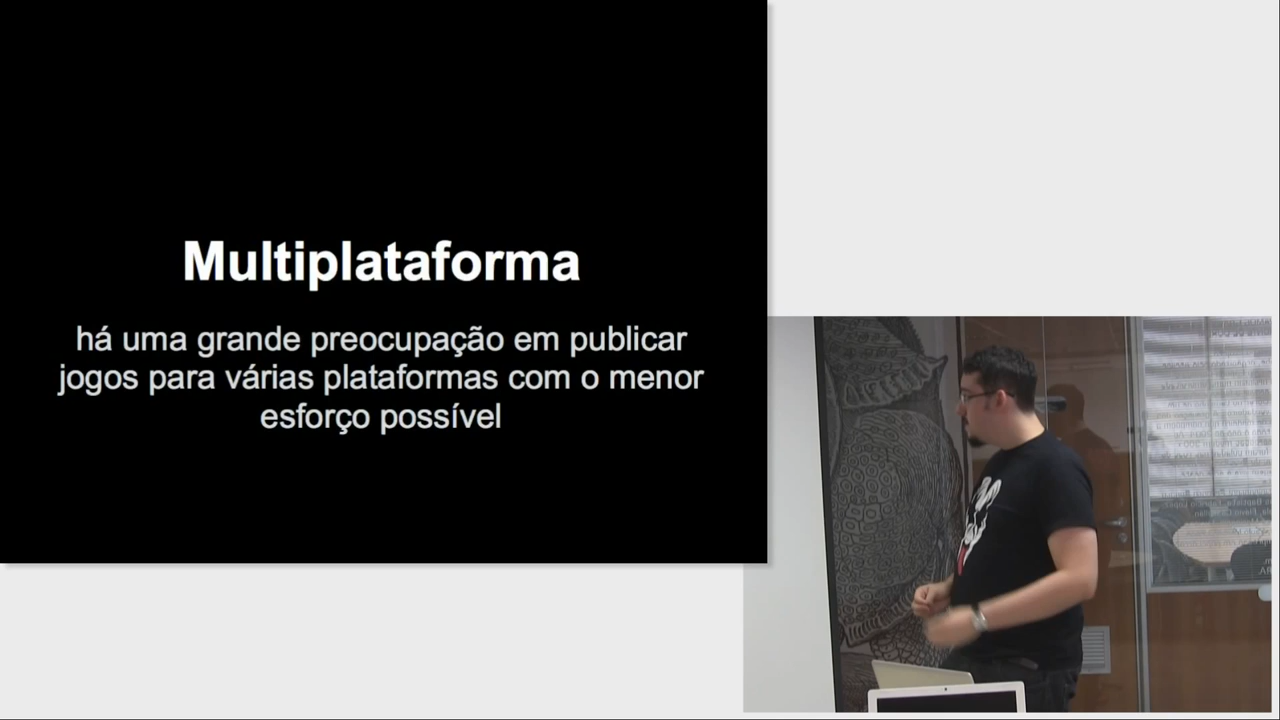 Multiplataforma
há uma grande preocupação em publicar
jogos para várias plataformas com o menor
esforço possível